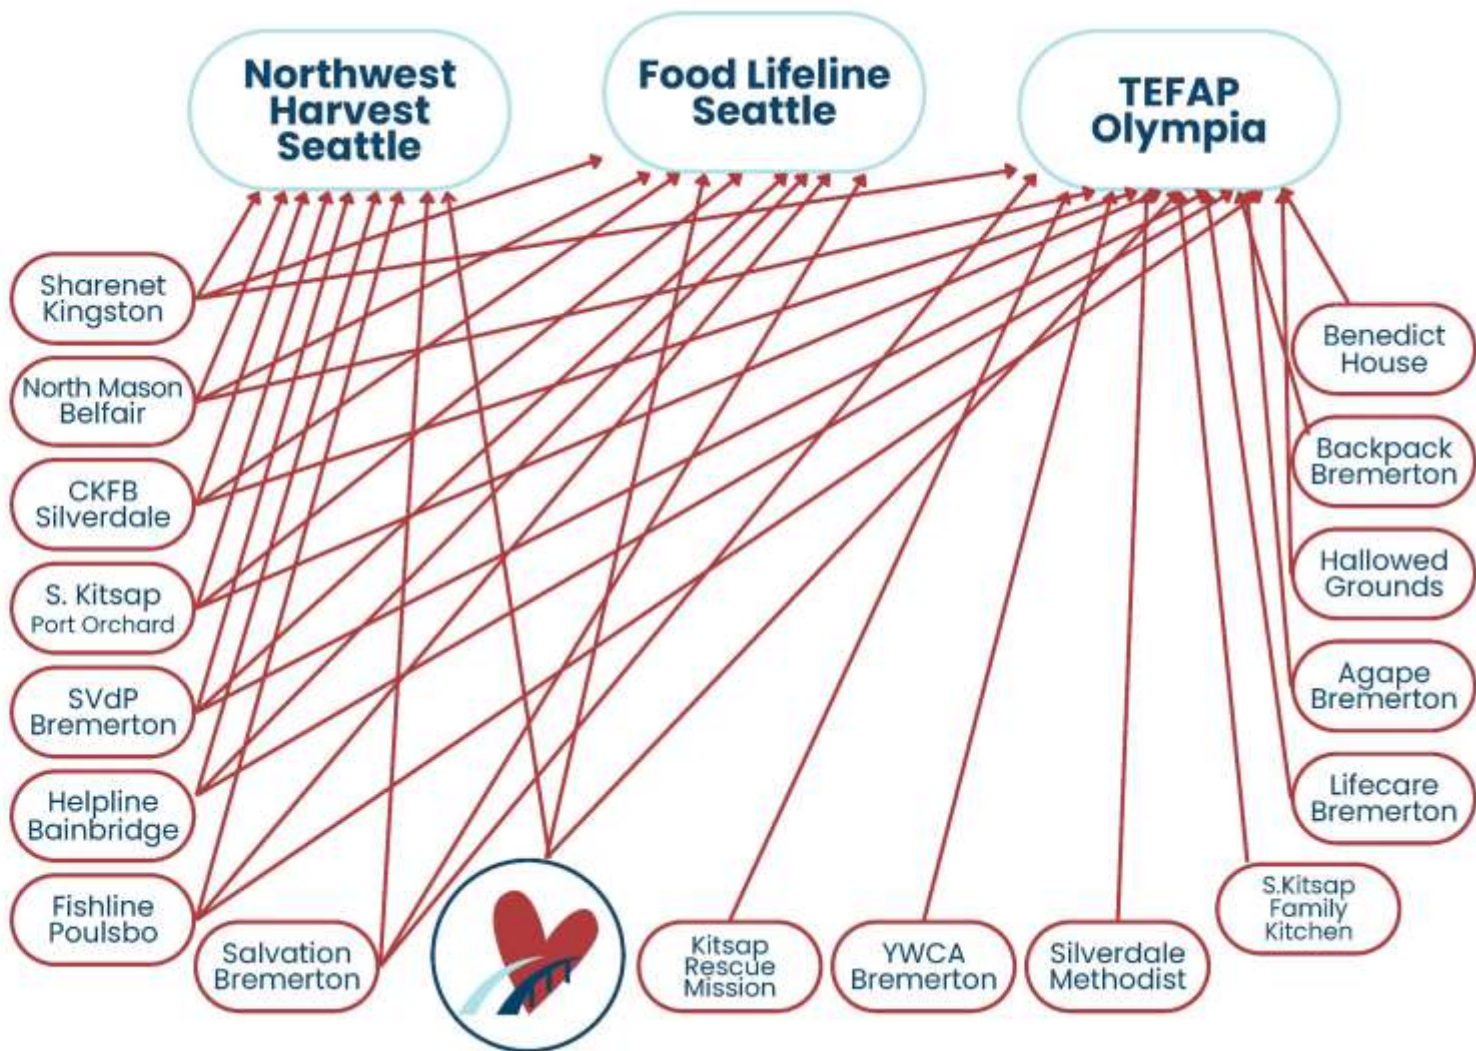 Northwest
Harvest
Seattle
Food Lifeline
Seattle
TEFAP
Olympia
Sharenet
Kingston
North Mason
Belfair
CKFB
Silverdale
S. Kitsap
Port Orchard
SVdP
Bremerton
Helpline
Bainbridge
Fishline
Poulsbo
Salvation
Bremerton
Kitsap
Rescue
Mission
YWCA
Bremerton
Silverdale
Methodist
S.Kitsap
Family
Kitchen
Benedict
House
Backpack
Bremerton
Hallowed
Grounds
Agape
Bremerton
Lifecare
Bremerton